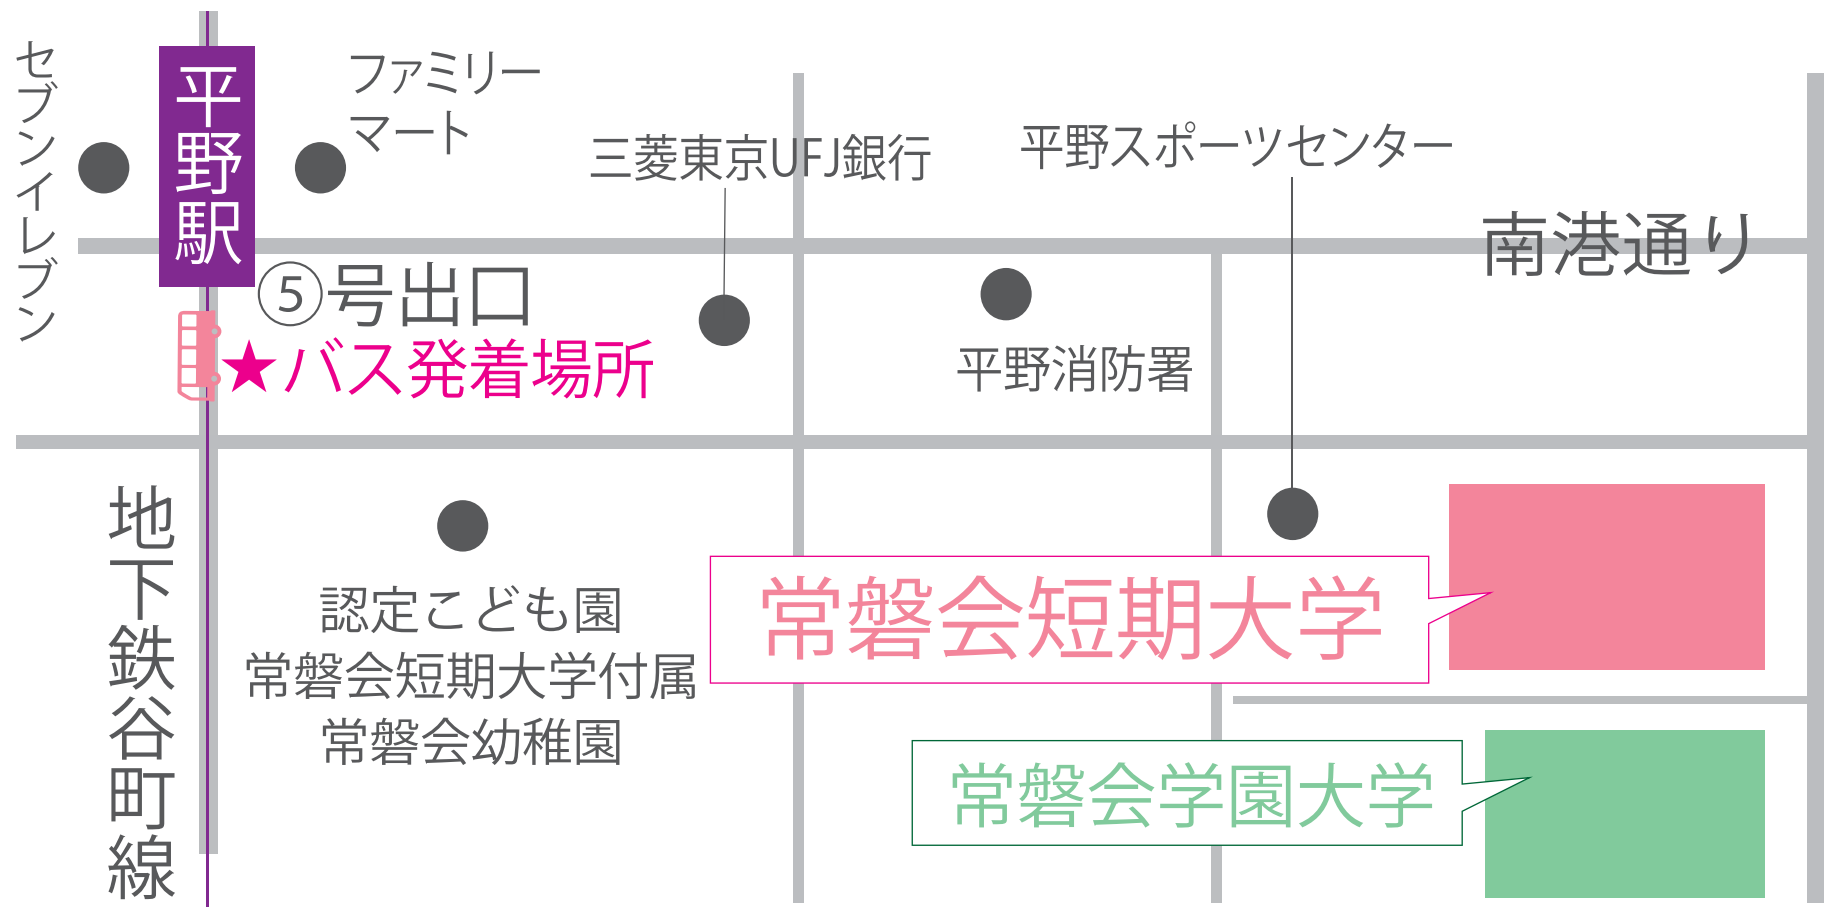 セブンイレブン
平野駅
ファミリー
マート
三菱東京UFJ銀行
平野スポーツセンター
南港通り
⑤号出口
★バス発着場所
平野消防署
地下鉄谷町線
認定こども園
常磐会短期大学付属
常磐会幼稚園
常磐会短期大学
常磐会学園大学